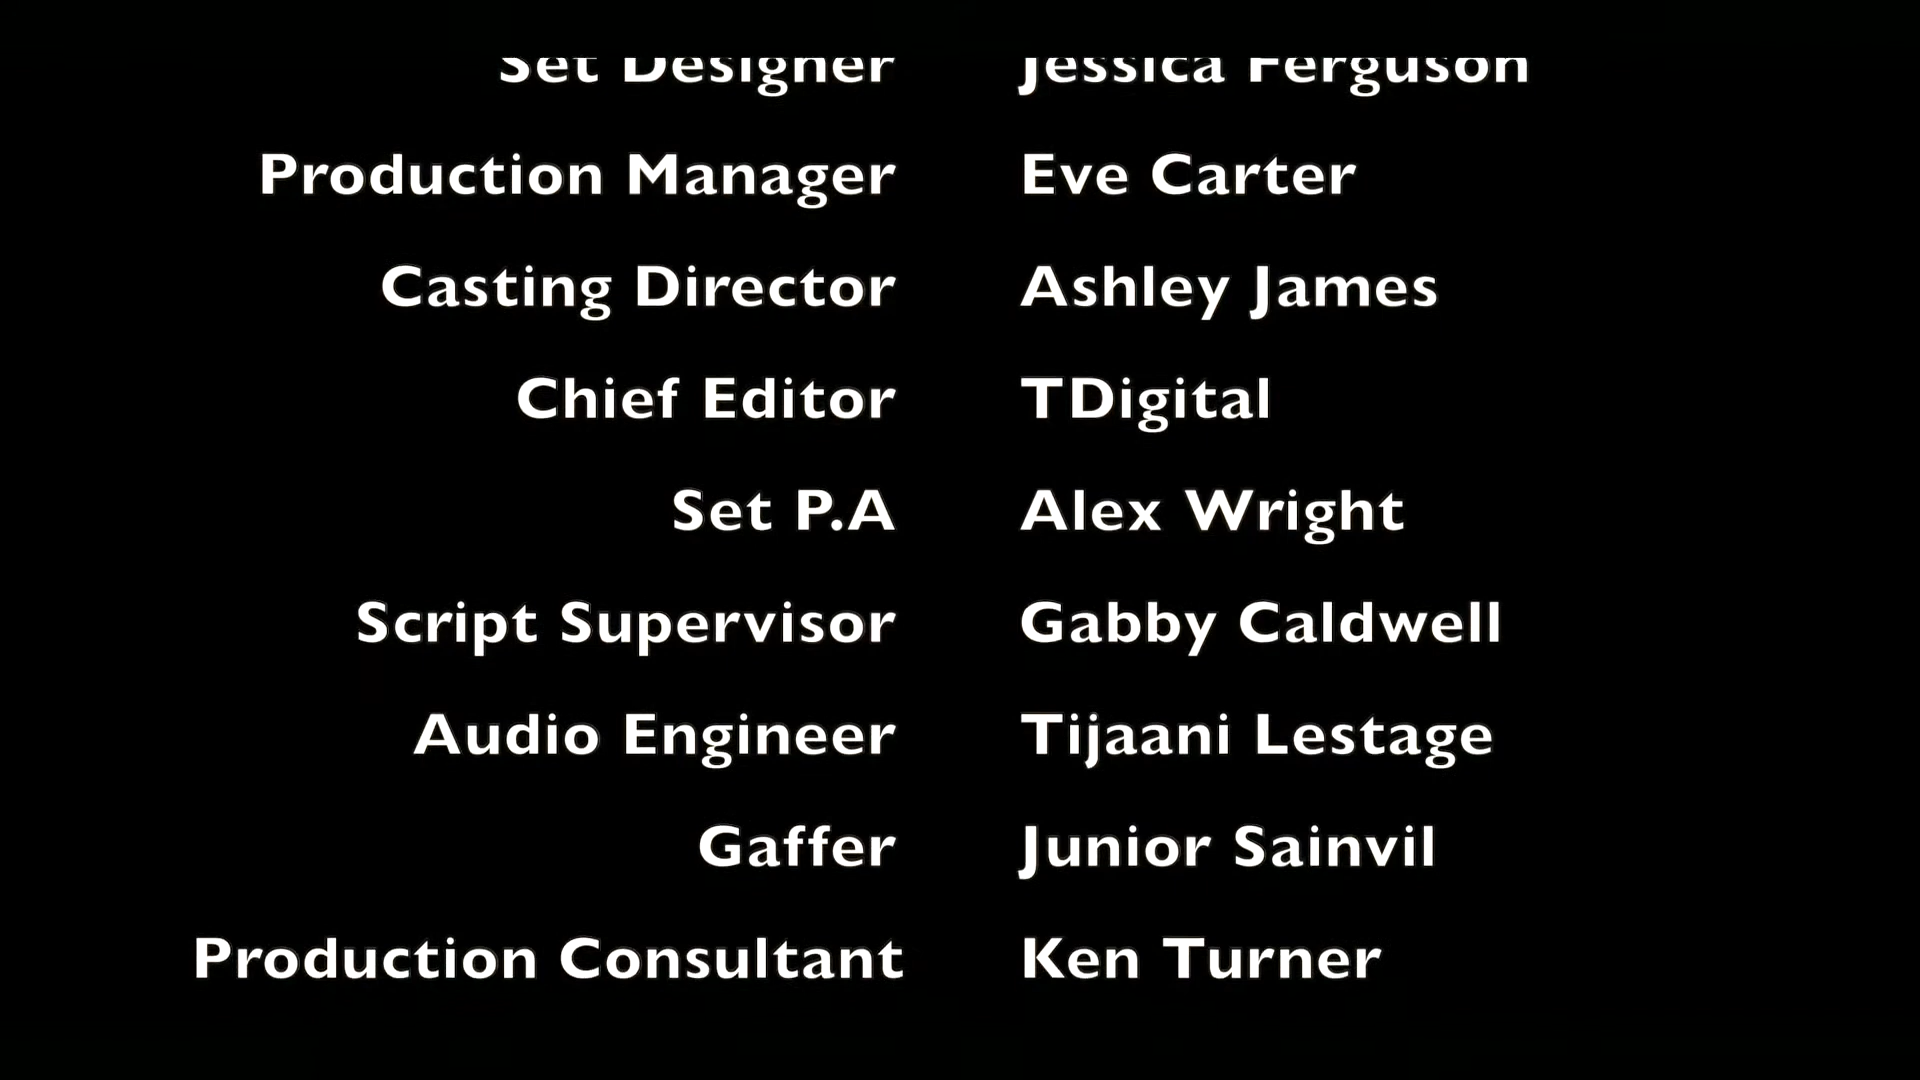 Set Designer Jessica Ferguson
Production Manager Eve Carter
Casting Director Ashley James
Chief Editor TDigital
Set P.A Alex Wright
Script Supervisor Gabby Caldwell
Audio Engineer Tijaani Lestage
Gaffer Junior Sainvil
Production Consultant Ken Turner